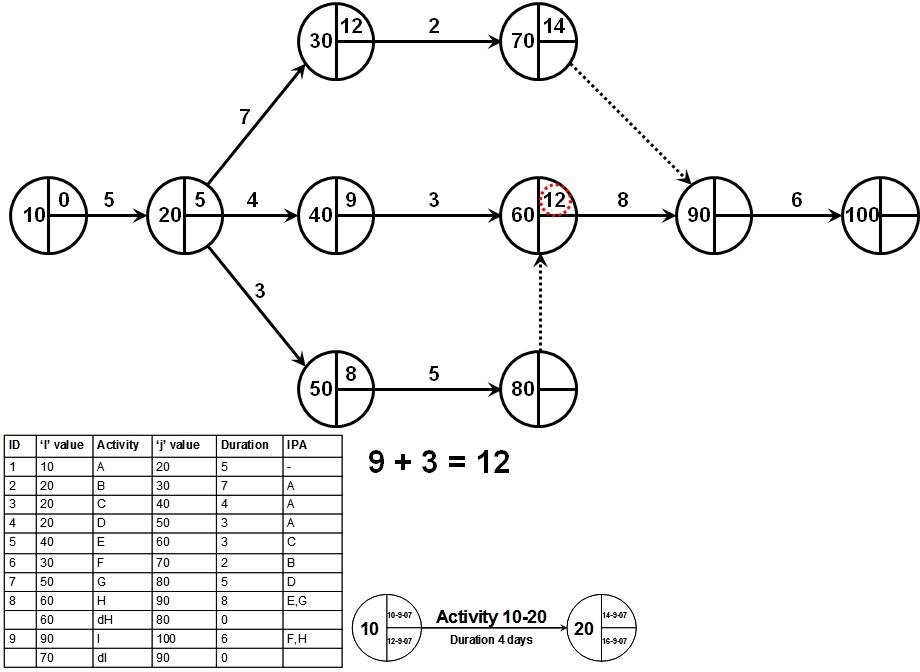 12 2 14
30 70
7
0 5 5 4 9 3 12 8 6
10 20 40 60 90 100
3
8 5
50 80
ID 'I' value Activity 'j' value Duration IPA
1 10 A 20 5 -
2 20 B 30 7 A
3 20 C 40 4 A
4 20 D 50 3 A
5 40 E 60 3 C
6 30 F 70 2 B
7 50 G 80 5 D
8 60 H 90 8 E,G
60 dH 80 0
9 90 I 100 6 F,H
70 dI 90 0
9 + 3 = 12
10-9-07 Activity 10-20 14-9-07
10 20
12-9-07 Duration 4 days 16-9-07